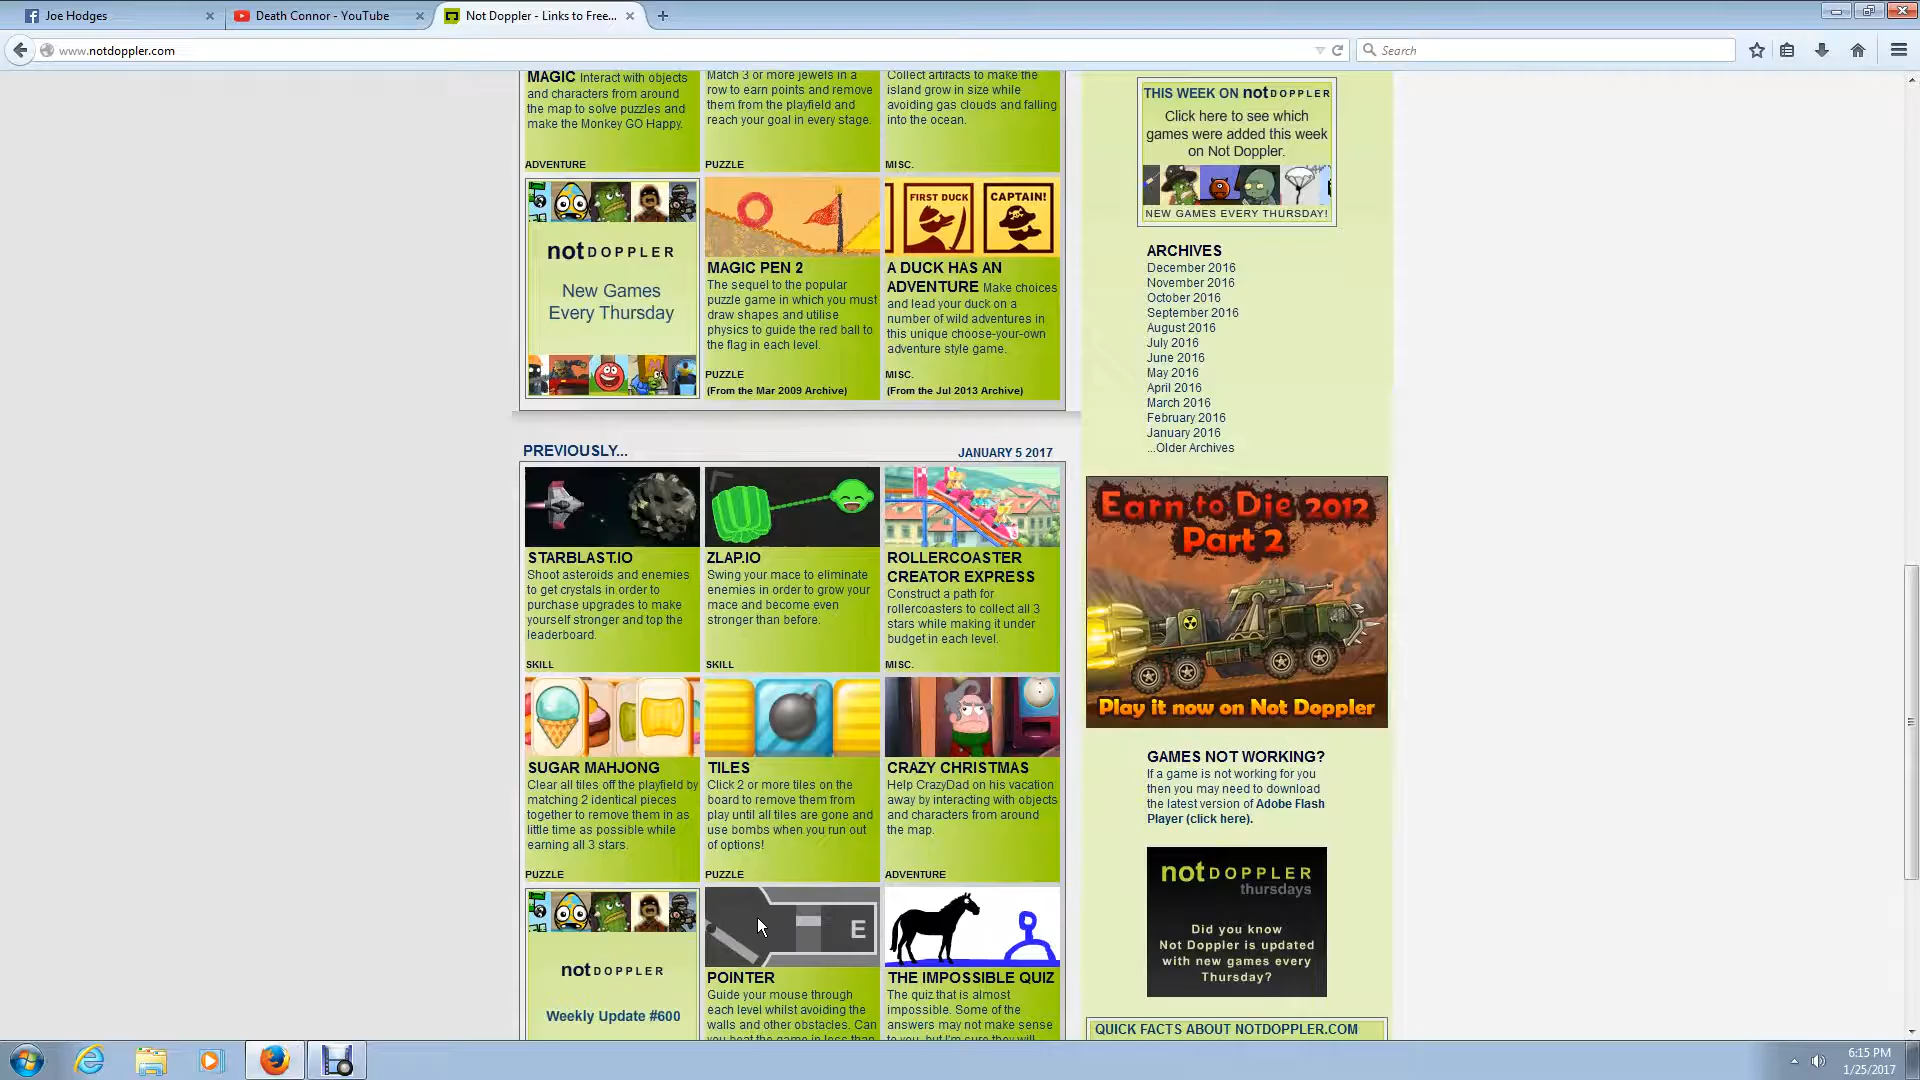 Joe Hodges
Death Connor - YouTube
Not Doppler - Links to Free...
www.notdoppler.com
Search
MAGIC Interact with objects
and characters from around
the map to solve puzzles and
make the Monkey GO Happy.
ADVENTURE
Match 3 or more jewels in a
row to earn points and remove
them from the playfield and
reach your goal in every stage.
PUZZLE
Collect artifacts to make the
island grow in size while
avoiding gas clouds and falling
into the ocean.
MISC.
notDOPPLER
New Games
Every Thursday
MAGIC PEN 2
The sequel to the popular
puzzle game in which you must
draw shapes and utilise
physics to guide the red ball to
the flag in each level.
PUZZLE
(From the Mar 2009 Archive)
FIRST DUCK
CAPTAIN!
A DUCK HAS AN
ADVENTURE Make choices
and lead your duck on a
number of wild adventures in
this unique choose-your-own
adventure style game.
MISC.
(From the Jul 2013 Archive)
PREVIOUSLY...
JANUARY 5 2017
STARBLAST.IO
Shoot asteroids and enemies
to get crystals in order to
purchase upgrades to make
yourself stronger and top the
leaderboard.
SKILL
ZLAP.IO
Swing your mace to eliminate
enemies in order to grow your
mace and become even
stronger than before.
SKILL
ROLLERCOASTER
CREATOR EXPRESS
Construct a path for
rollercoasters to collect all 3
stars while making it under
budget in each level.
MISC.
SUGAR MAHJONG
Clear all tiles off the playfield by
matching 2 identical pieces
together to remove them in as
little time as possible while
earning all 3 stars.
PUZZLE
TILES
Click 2 or more tiles on the
board to remove them from
play until all tiles are gone and
use bombs when you run out
of options!
PUZZLE
CRAZY CHRISTMAS
Help CrazyDad on his vacation
away by interacting with objects
and characters from around
the map.
ADVENTURE
notDOPPLER
Weekly Update #600
E
POINTER
Guide your mouse through
each level whilst avoiding the
walls and other obstacles. Can
you beat the game in less than
THE IMPOSSIBLE QUIZ
The quiz that is almost
impossible. Some of the
answers may not make sense
to you, but I'm sure they will
THIS WEEK ON notDOPPLER
Click here to see which
games were added this week
on Not Doppler.
NEW GAMES EVERY THURSDAY!
ARCHIVES
December 2016
November 2016
October 2016
September 2016
August 2016
July 2016
June 2016
May 2016
April 2016
March 2016
February 2016
January 2016
...Older Archives
Earn to Die 2012
Part 2
Play it now on Not Doppler
GAMES NOT WORKING?
If a game is not working for you
then you may need to download
the latest version of Adobe Flash
Player (click here).
notDOPPLER
thursdays
Did you know
Not Doppler is updated
with new games every
Thursday?
QUICK FACTS ABOUT NOTDOPPLER.COM
6:15 PM
1/25/2017